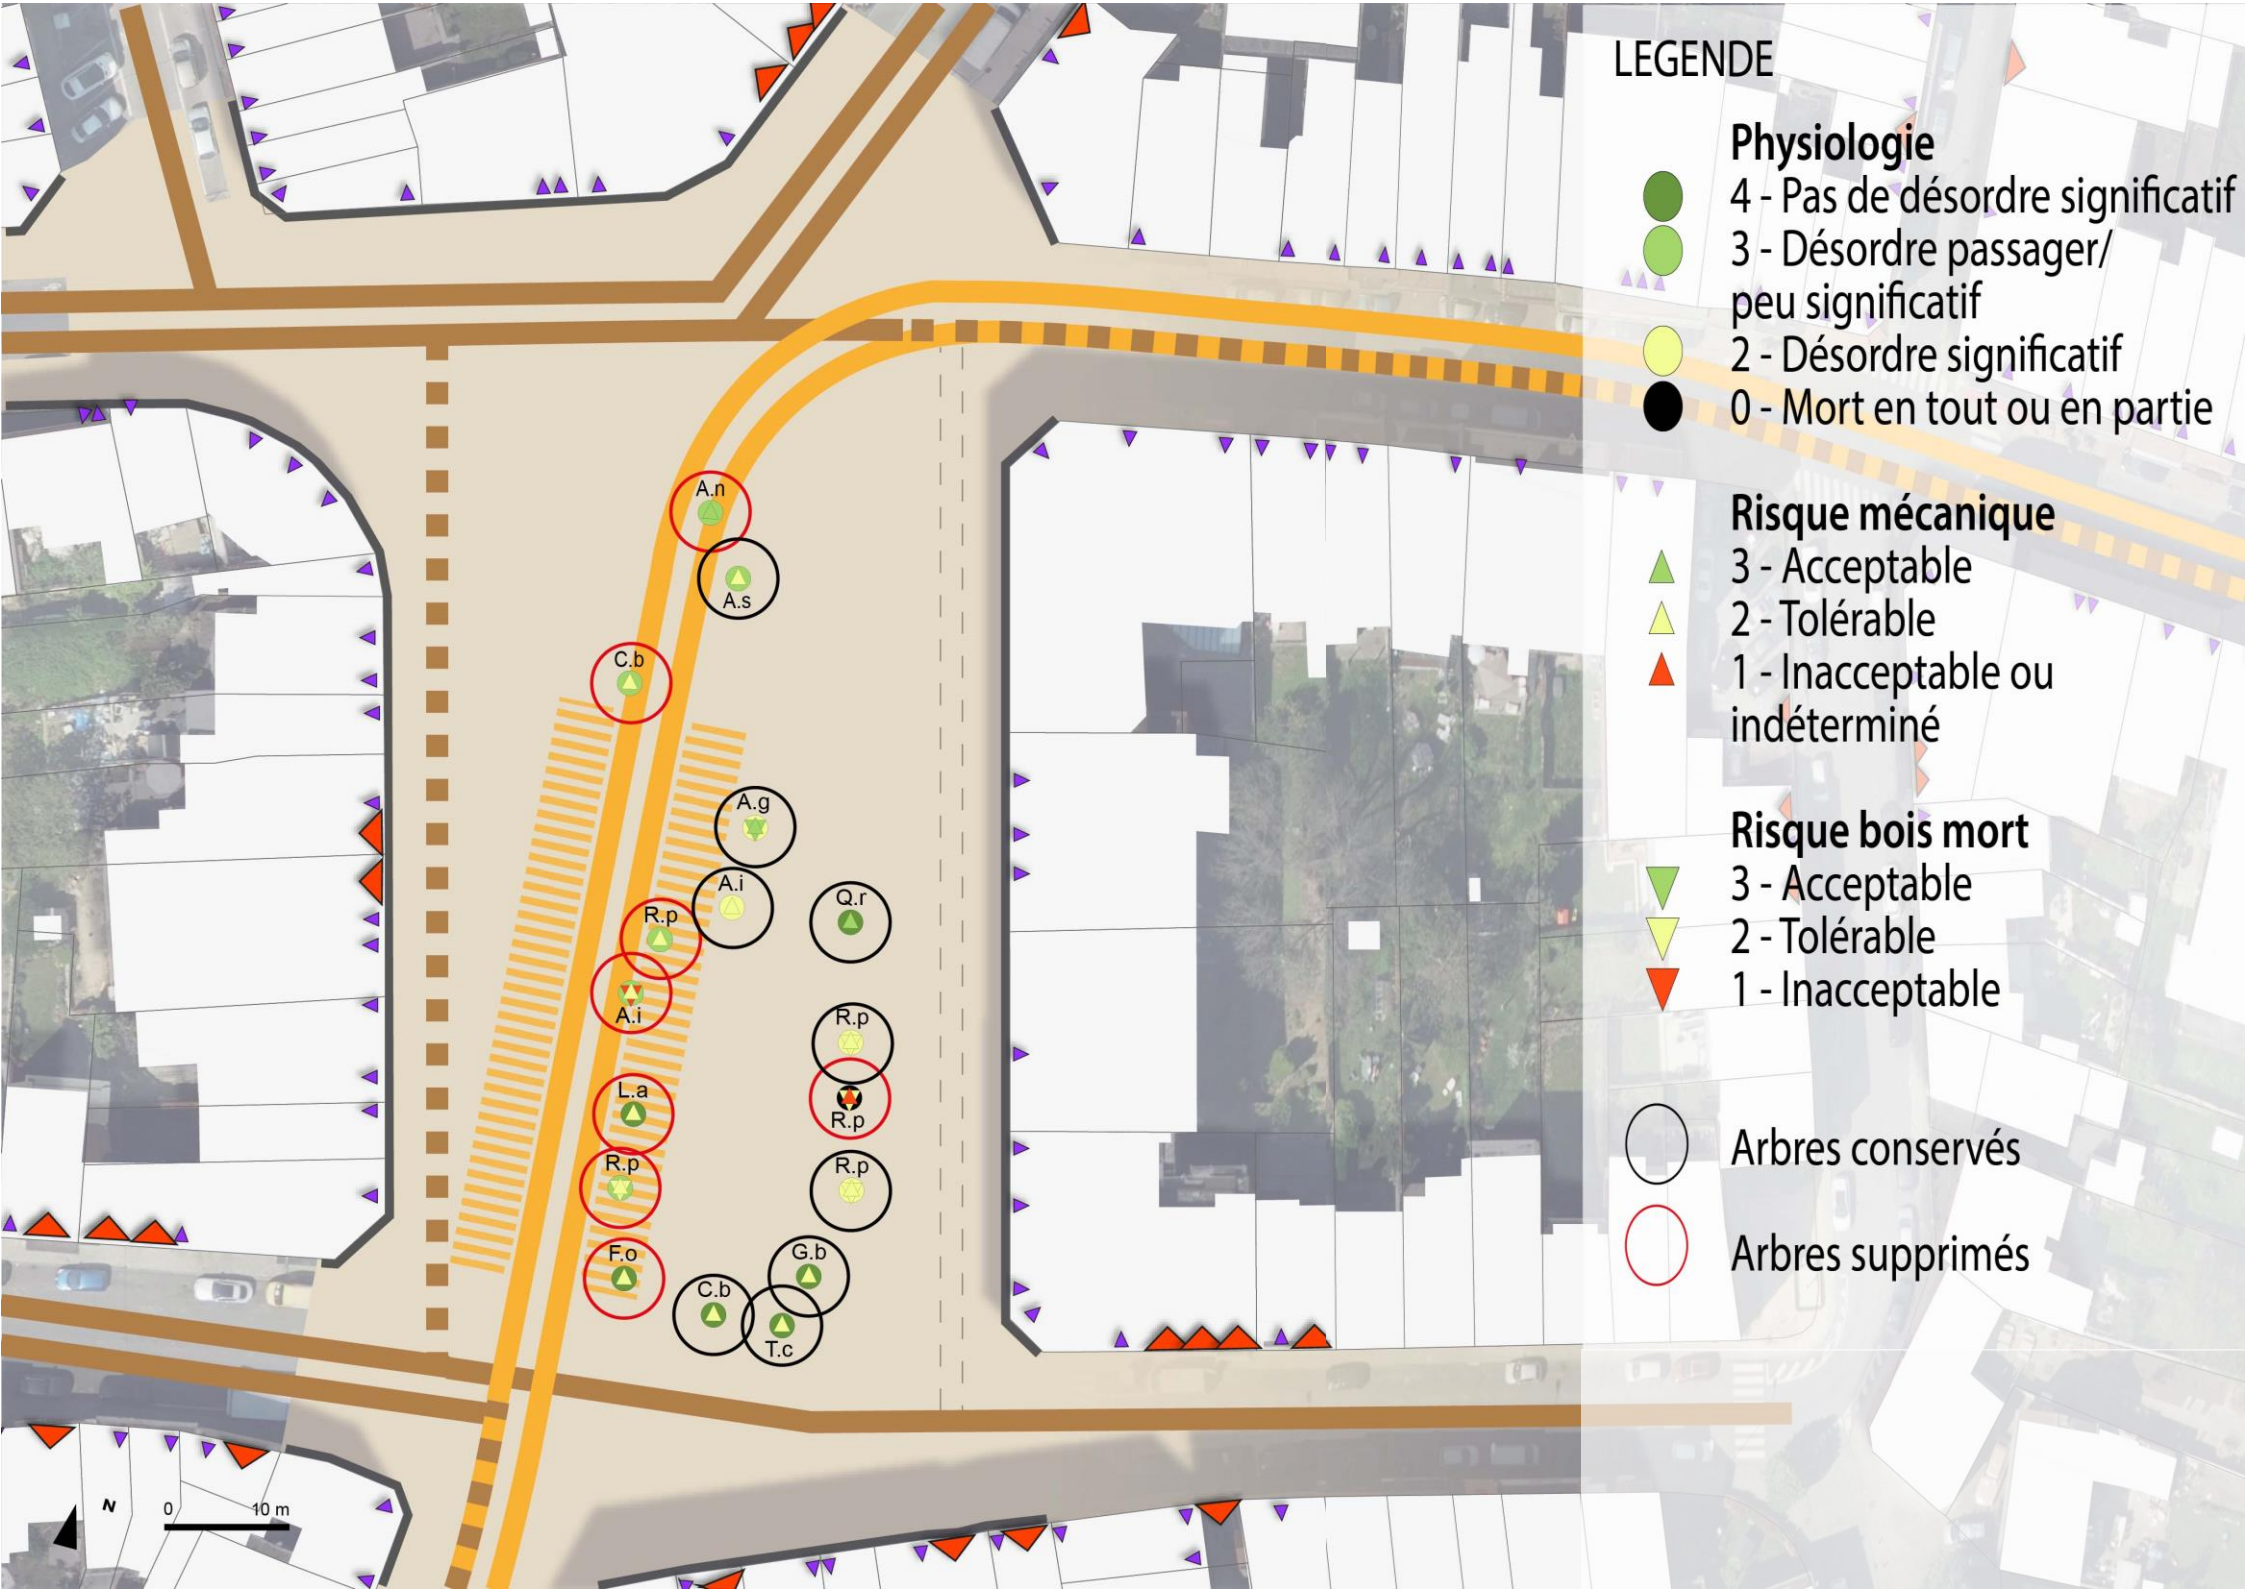 LEGENDE
Physiologie
4 - Pas de désordre significatif
3 - Désordre passager/
peu significatif
2 - Désordre significatif
0 - Mort en tout ou en partie
Risque mécanique
3 - Acceptable
2 - Tolérable
1 - Inacceptable ou
indéterminé
Risque bois mort
3 - Acceptable
2 - Tolérable
1 - Inacceptable
Arbres conservés
Arbres supprimés
A.n
A.s
C.b
A.g
A.i
Q.r
R.p
A.i
R.p
L.a
R.p
R.p
R.p
F.o
G.b
C.b
T.c
N
0 10 m